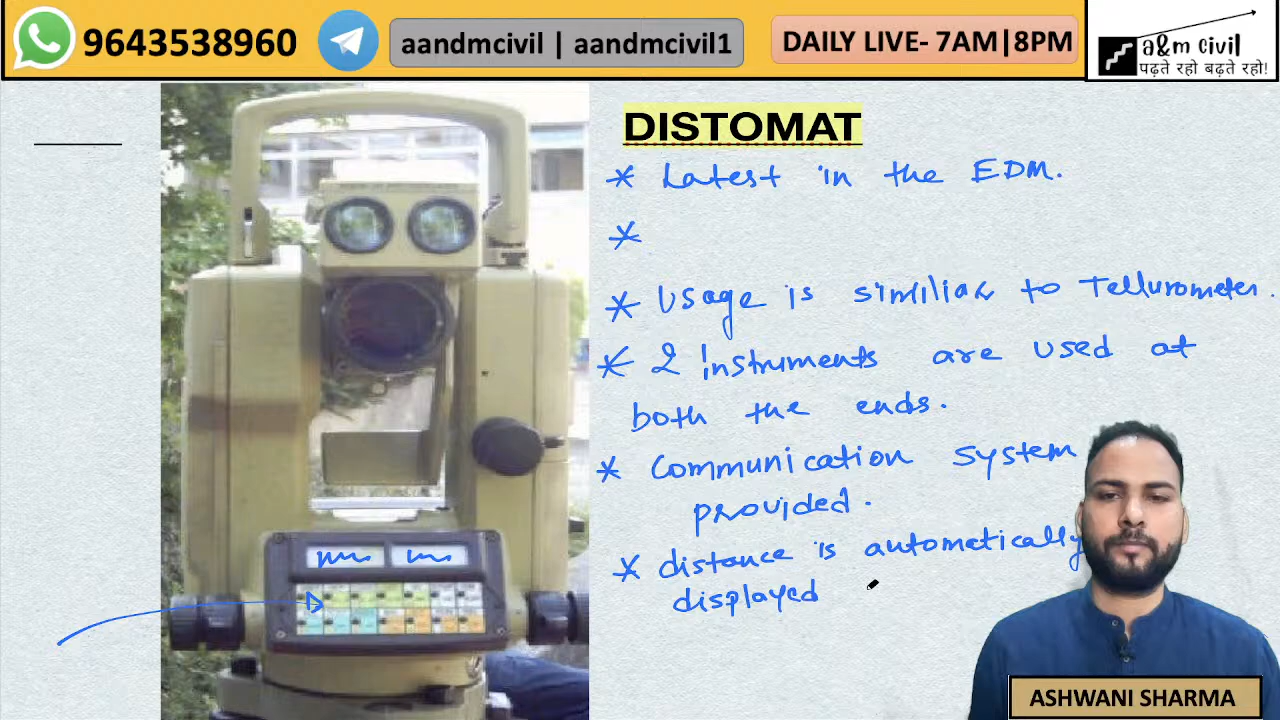 9643538960
aandmcivil | aandmcivil1
DAILY LIVE- 7AM|8PM
a&m civil
पढ़ते रहो बढ़ते रहो!
DISTOMAT
* Latest in the EDM.
*
* Usage is similiar to Tellurometer.
* 2 instruments are used at
both the ends.
* Communication system
provided.
* distance is automatically
displayed
ASHWANI SHARMA